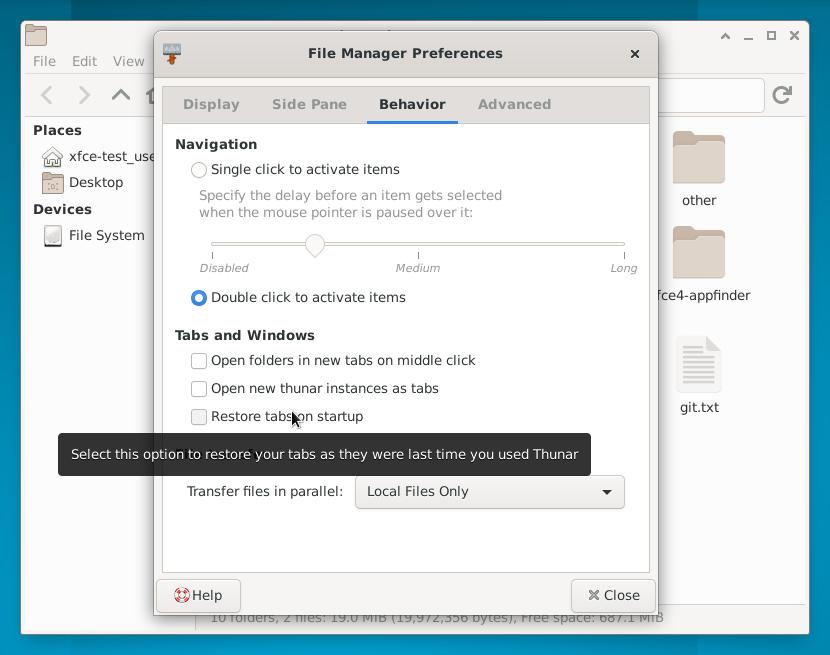 File Manager Preferences
File Edit View
Display Side Pane Behavior Advanced
Places
xfce-test_use
Desktop
Devices
File System
Navigation
Single click to activate items
Specify the delay before an item gets selected
when the mouse pointer is paused over it:
Disabled Medium Long
Double click to activate items
Tabs and Windows
Open folders in new tabs on middle click
Open new thunar instances as tabs
Restore tabs on startup
Select this option to restore your tabs as they were last time you used Thunar
Transfer files in parallel: Local Files Only
Help Close
other
fce4-appfinder
git.txt
10 folders, 2 files: 19.0 MiB (19,972,356 bytes), Free space: 687.1 MiB